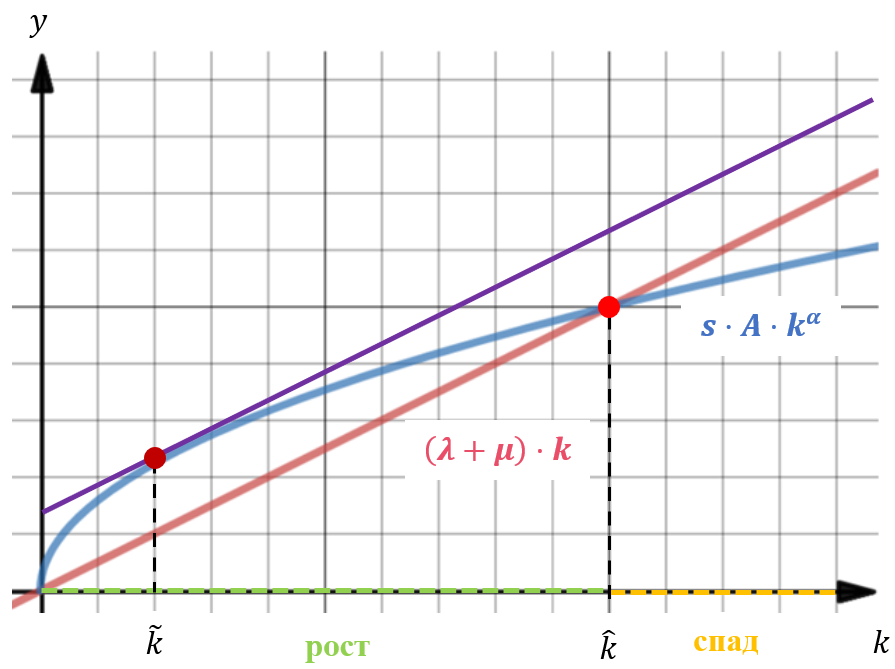 y
s · A · k^α
(λ + μ) · k
k̃
рост
k̂
спад
k